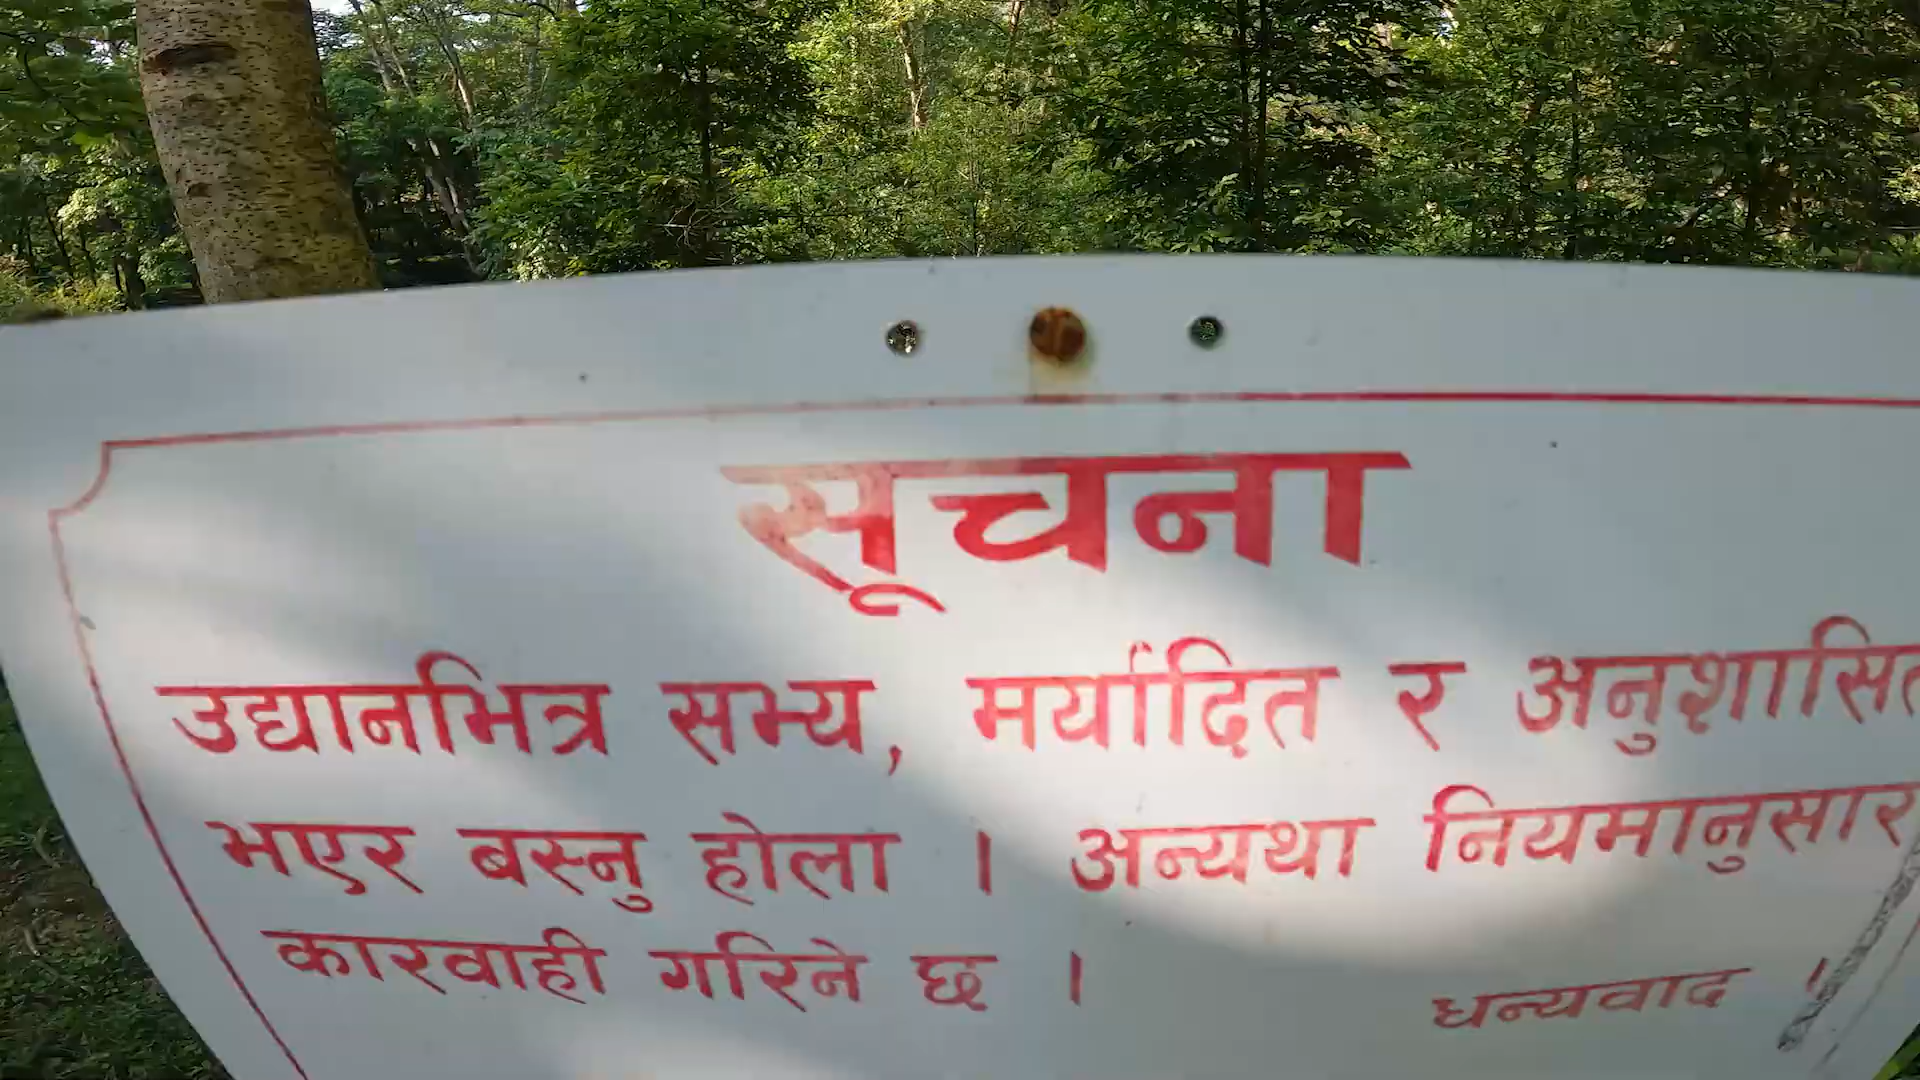 सूचना
उद्यानभित्र सभ्य, मर्यादित र अनुशासित
भएर बस्नु होला । अन्यथा नियमानुसार
कारवाही गरिने छ ।
धन्यवाद ।